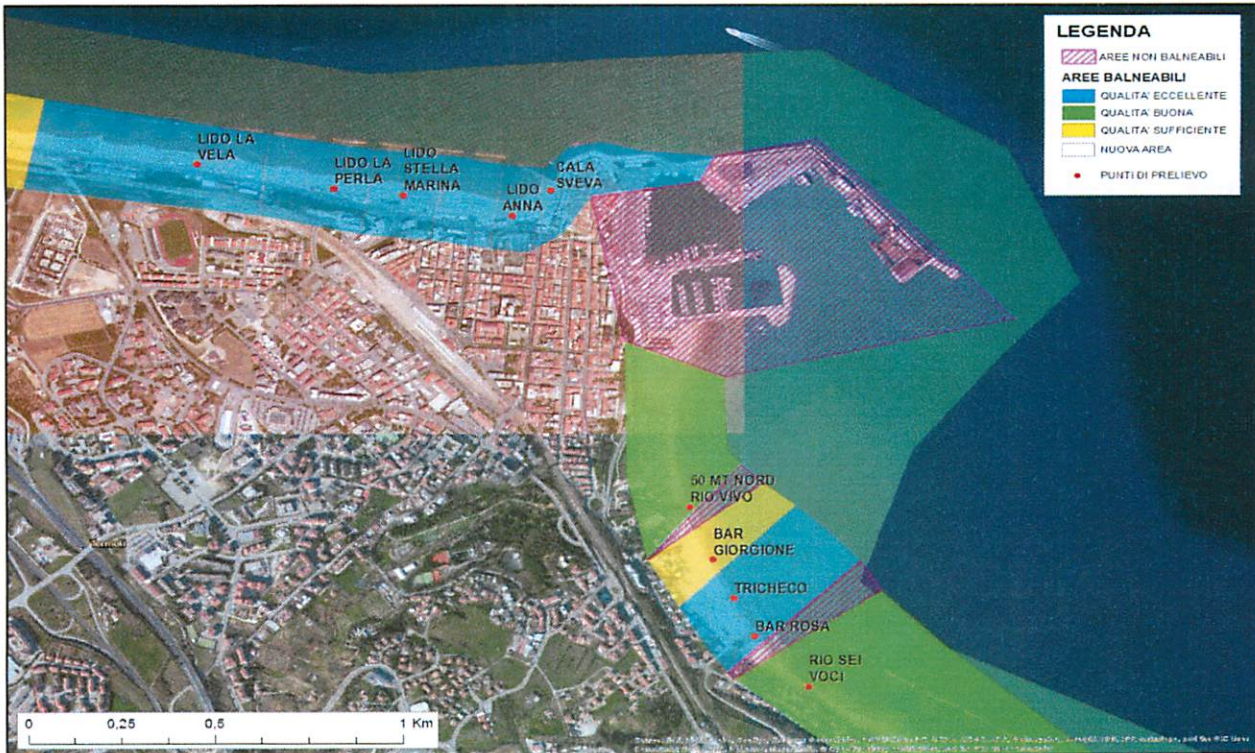 LEGENDA
AREE NON BALNEABILI
AREE BALNEABILI
QUALITA' ECCELLENTE
QUALITA' BUONA
QUALITA' SUFFICIENTE
NUOVA AREA
PUNTI DI PRELIEVO
LIDO LA
VELA
LIDO LA
PERLA
LIDO
STELLA
MARINA
LIDO
ANNA
CALA
SVEVA
50 MT NORD
RIO VIVO
BAR
GIORGIONE
TRICHECO
BAR ROSA
RIO SEI
VOCI
Termoli
0 0,25 0,5 1 Km